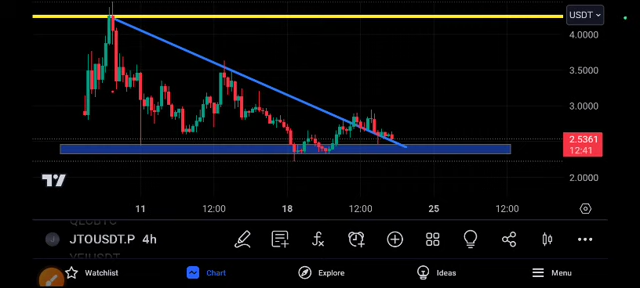 USDT
4.0000
3.5000
3.0000
2.5361
12:41
2.0000
11
12:00
18
12:00
25
12:00
JTOUSDT.P 4h
Watchlist
Chart
Explore
Ideas
Menu